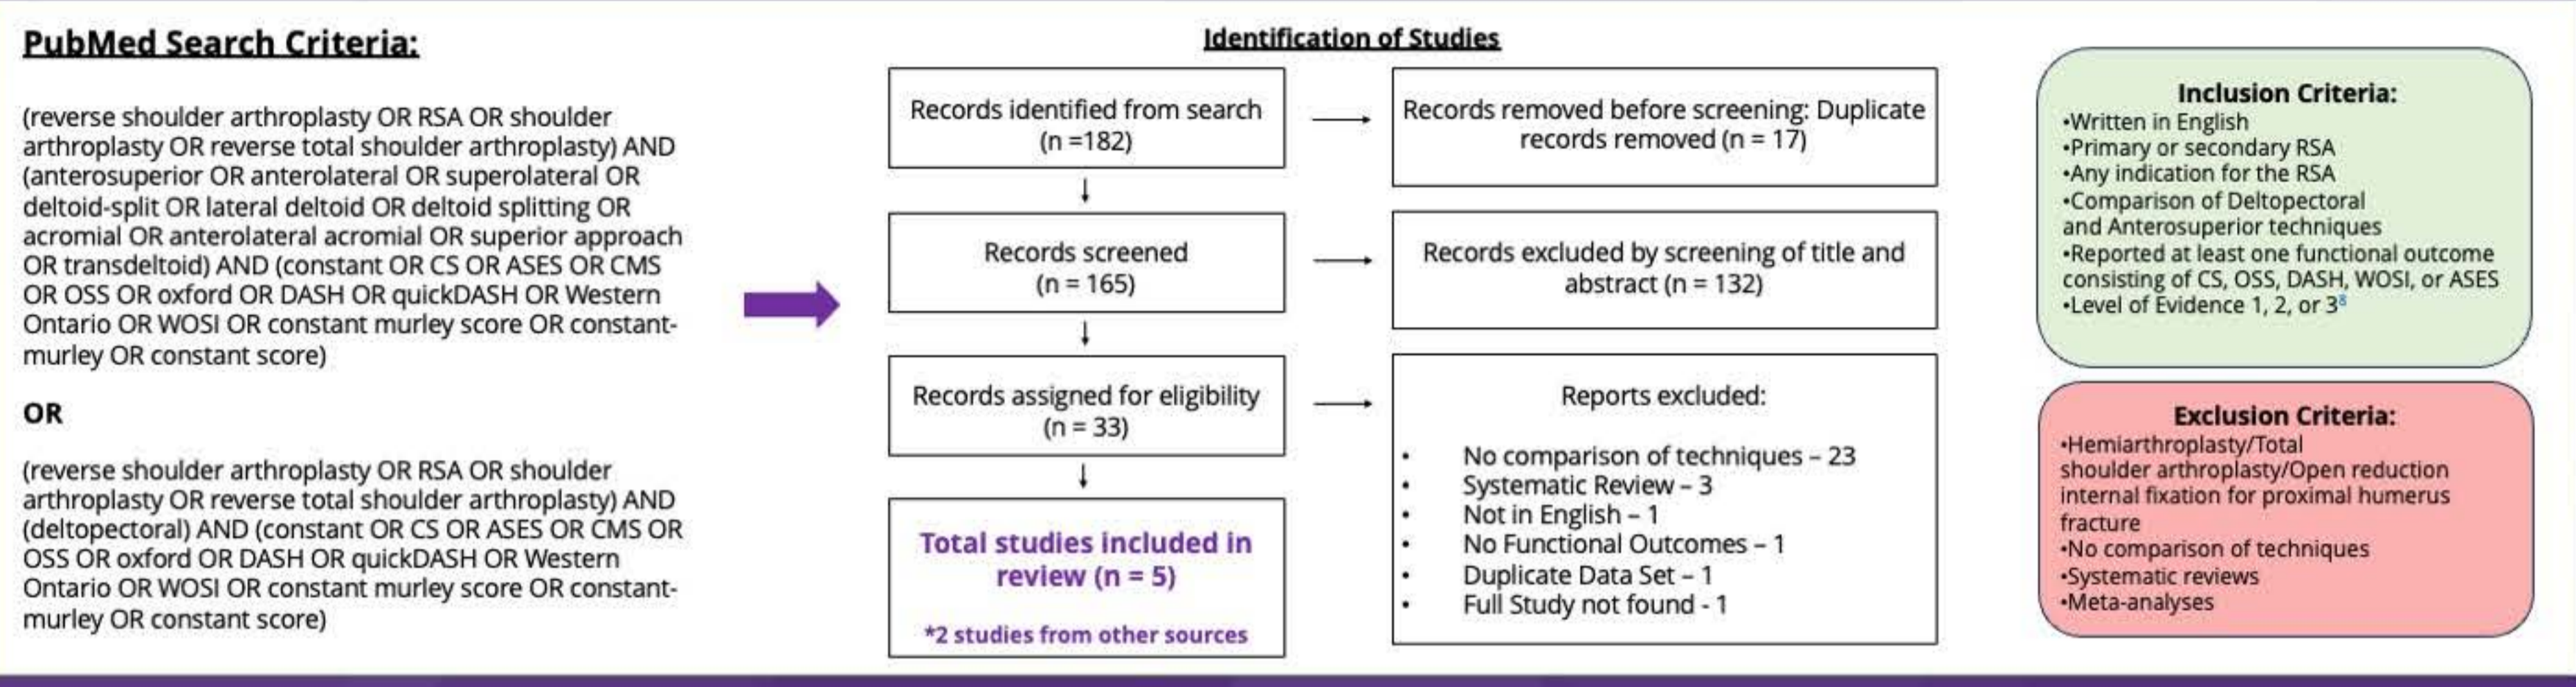 PubMed Search Criteria:
(reverse shoulder arthroplasty OR RSA OR shoulder
arthroplasty OR reverse total shoulder arthroplasty) AND
(anterosuperior OR anterolateral OR superolateral OR
deltoid-split OR lateral deltoid OR deltoid splitting OR
acromial OR anterolateral acromial OR superior approach
OR transdeltoid) AND (constant OR CS OR ASES OR CMS
OR OSS OR oxford OR DASH OR quickDASH OR Western
Ontario OR WOSI OR constant murley score OR constant-
murley OR constant score)
OR
(reverse shoulder arthroplasty OR RSA OR shoulder
arthroplasty OR reverse total shoulder arthroplasty) AND
(deltopectoral) AND (constant OR CS OR ASES OR CMS OR
OSS OR oxford OR DASH OR quickDASH OR Western
Ontario OR WOSI OR constant murley score OR constant-
murley OR constant score)
Identification of Studies
Records identified from search
(n =182)
Records removed before screening: Duplicate
records removed (n = 17)
Records screened
(n = 165)
Records excluded by screening of title and
abstract (n = 132)
Records assigned for eligibility
(n = 33)
Reports excluded:
• No comparison of techniques – 23
• Systematic Review – 3
• Not in English – 1
• No Functional Outcomes – 1
• Duplicate Data Set – 1
• Full Study not found - 1
Total studies included in
review (n = 5)
*2 studies from other sources
Inclusion Criteria:
•Written in English
•Primary or secondary RSA
•Any indication for the RSA
•Comparison of Deltopectoral
and Anterosuperior techniques
•Reported at least one functional outcome
consisting of CS, OSS, DASH, WOSI, or ASES
•Level of Evidence 1, 2, or 3⁸
Exclusion Criteria:
•Hemiarthroplasty/Total
shoulder arthroplasty/Open reduction
internal fixation for proximal humerus
fracture
•No comparison of techniques
•Systematic reviews
•Meta-analyses